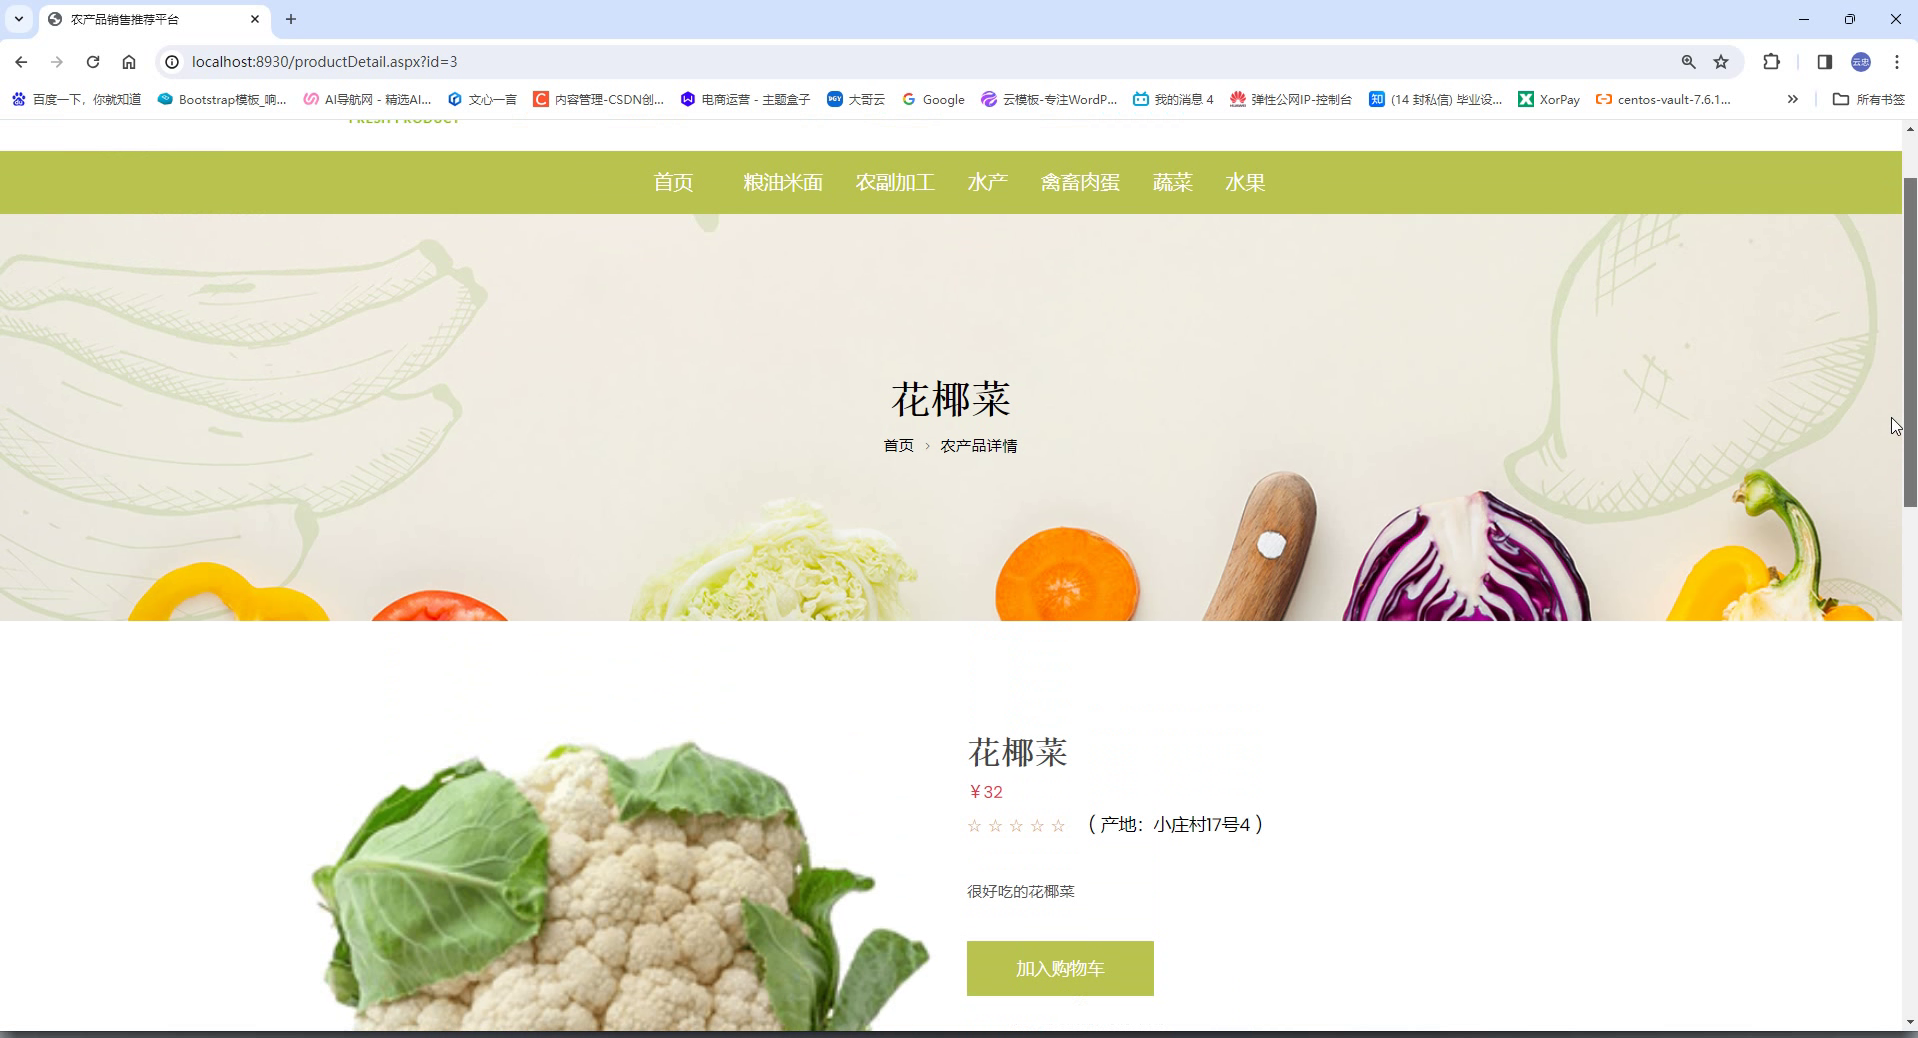 农产品销售推荐平台
localhost:8930/productDetail.aspx?id=3
百度一下，你就知道 Bootstrap模板_响... AI导航网 - 精选AI... 文心一言 内容管理-CSDN创... 电商运营 - 主题盒子 大哥云 Google 云模板-专注WordP... 我的消息 4 弹性公网IP-控制台 (14 封私信) 毕业设... XorPay centos-vault-7.6.1... 所有书签
FRESH PRODUCT
首页 粮油米面 农副加工 水产 禽畜肉蛋 蔬菜 水果
花椰菜
首页 › 农产品详情
花椰菜
￥32
☆ ☆ ☆ ☆ ☆ （ 产地：小庄村17号4 ）
很好吃的花椰菜
加入购物车